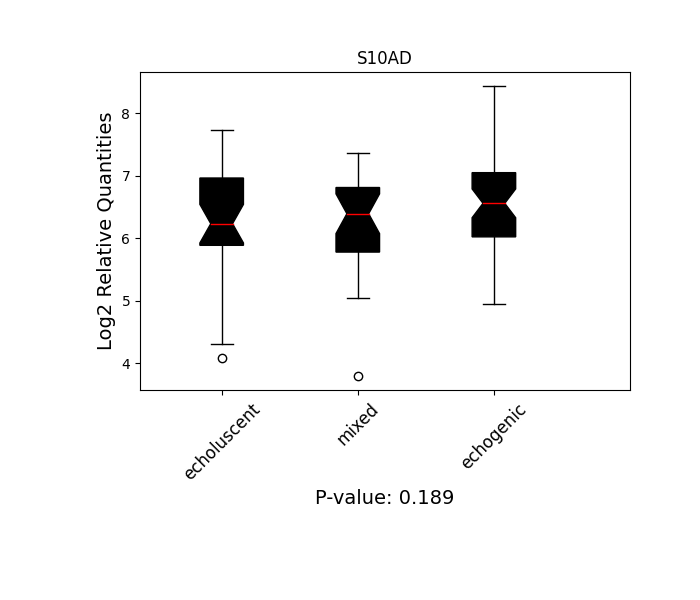 S10AD
Log2 Relative Quantities
8
7
6
5
4
echoluscent
mixed
echogenic
P-value: 0.189